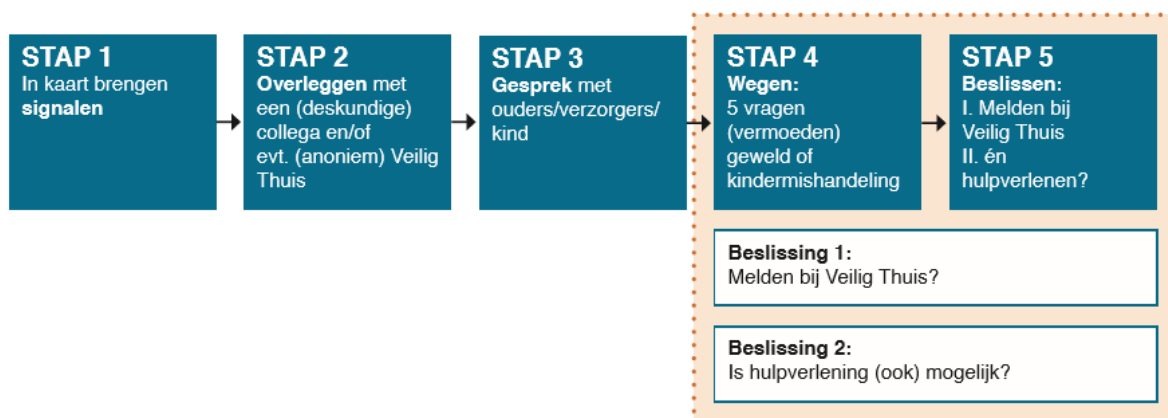 STAP 1
In kaart brengen
signalen
STAP 2
Overleggen met
een (deskundige)
collega en/of
evt. (anoniem) Veilig
Thuis
STAP 3
Gesprek met
ouders/verzorgers/
kind
STAP 4
Wegen:
5 vragen
(vermoeden)
geweld of
kindermishandeling
STAP 5
Beslissen:
I. Melden bij
Veilig Thuis
II. én
hulpverlenen?
Beslissing 1:
Melden bij Veilig Thuis?
Beslissing 2:
Is hulpverlening (ook) mogelijk?